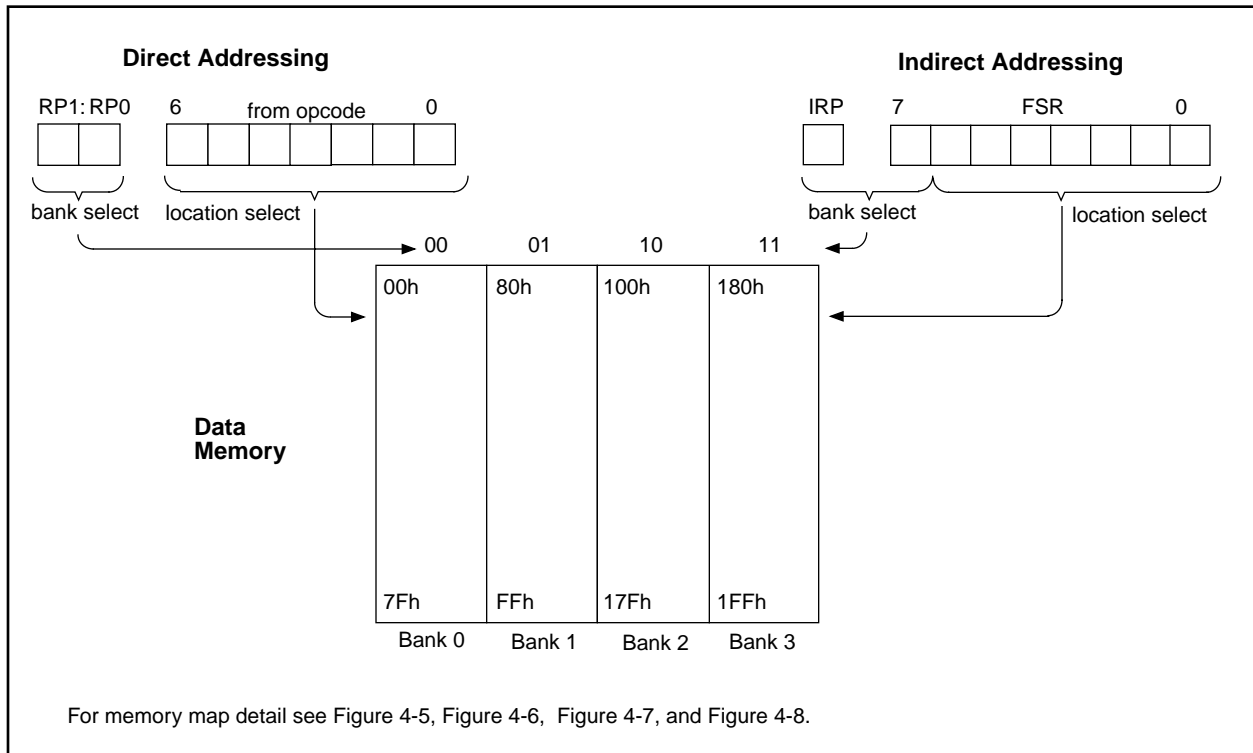 Direct Addressing
Indirect Addressing
RP1: RP0 6 from opcode 0
IRP 7 FSR 0
bank select location select
bank select location select
00 01 10 11
00h 80h 100h 180h
Data
Memory
7Fh FFh 17Fh 1FFh
Bank 0 Bank 1 Bank 2 Bank 3
For memory map detail see Figure 4-5, Figure 4-6, Figure 4-7, and Figure 4-8.